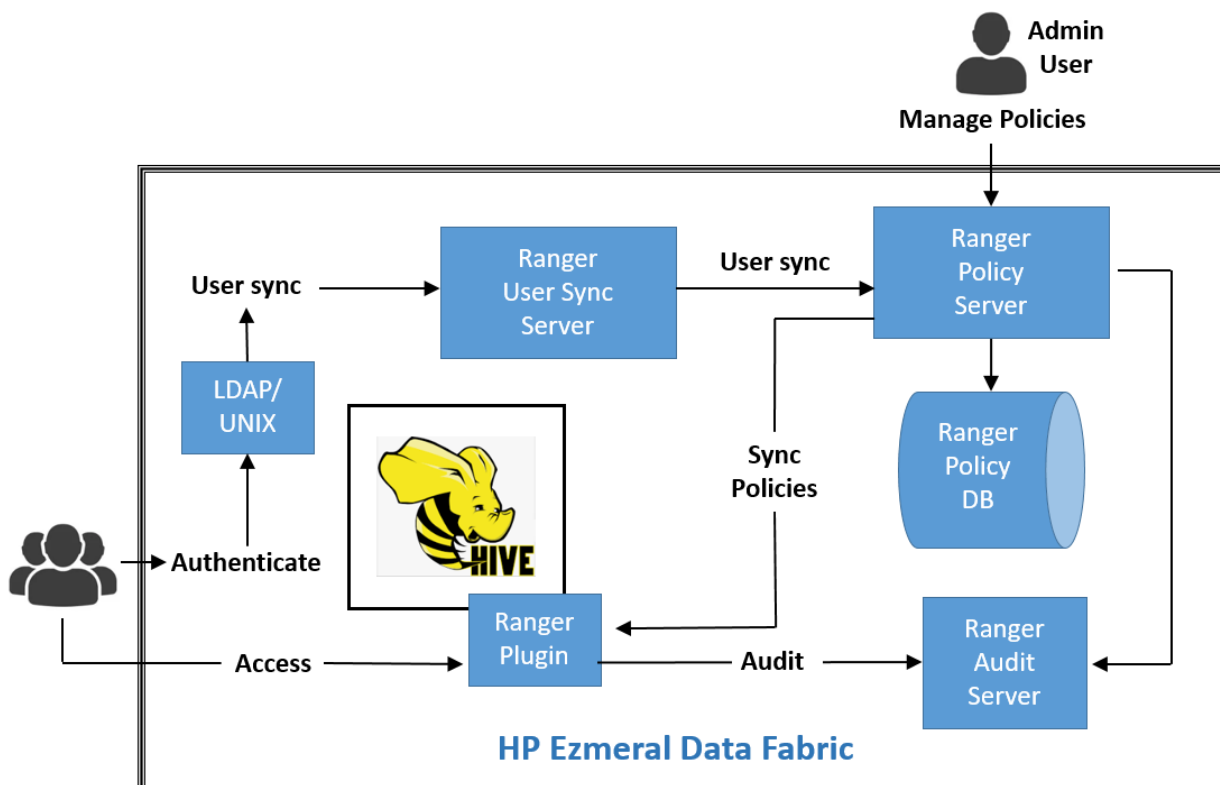 Admin
User
Manage Policies
Ranger
Policy
Server
Ranger
User Sync
Server
User sync
User sync
LDAP/
UNIX
Ranger
Policy
DB
Sync
Policies
HIVE
Authenticate
Ranger
Plugin
Access
Audit
Ranger
Audit
Server
HP Ezmeral Data Fabric